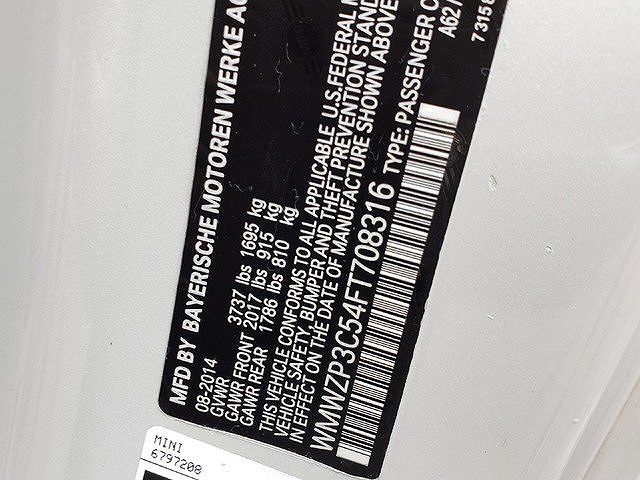 MFD BY BAYERISCHE MOTOREN WERKE AG
08-2014
GVWR 3737 lbs 1695 kg
GAWR FRONT 2017 lbs 915 kg
GAWR REAR 1786 lbs 810 kg
THIS VEHICLE CONFORMS TO ALL APPLICABLE U.S.FEDERAL
VEHICLE SAFETY, BUMPER AND THEFT PREVENTION STAND
IN EFFECT ON THE DATE OF MANUFACTURE SHOWN ABOVE
WMWZP3C54FT708316 TYPE: PASSENGER C
A62
7315
MINI
6797208